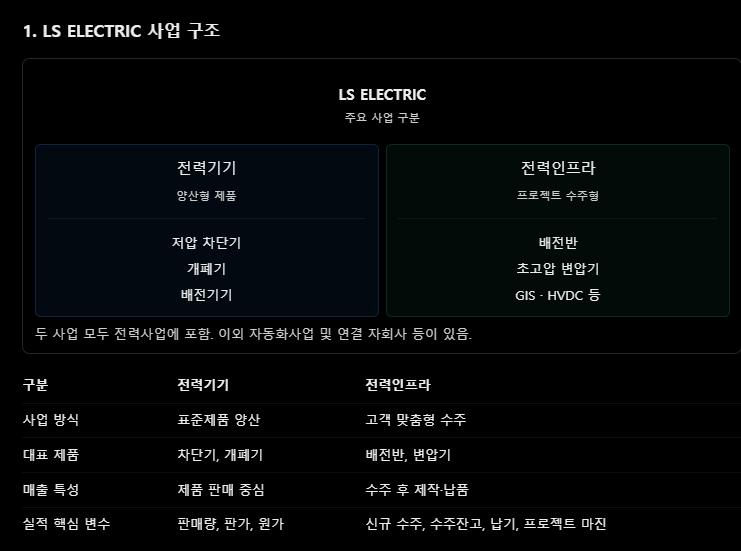 1. LS ELECTRIC 사업 구조
LS ELECTRIC
주요 사업 구분
전력기기
양산형 제품
저압 차단기
개폐기
배전기기
전력인프라
프로젝트 수주형
배전반
초고압 변압기
GIS · HVDC 등
두 사업 모두 전력사업에 포함. 이외 자동화사업 및 연결 자회사 등이 있음.
구분 전력기기 전력인프라
사업 방식 표준제품 양산 고객 맞춤형 수주
대표 제품 차단기, 개폐기 배전반, 변압기
매출 특성 제품 판매 중심 수주 후 제작·납품
실적 핵심 변수 판매량, 판가, 원가 신규 수주, 수주잔고, 납기, 프로젝트 마진